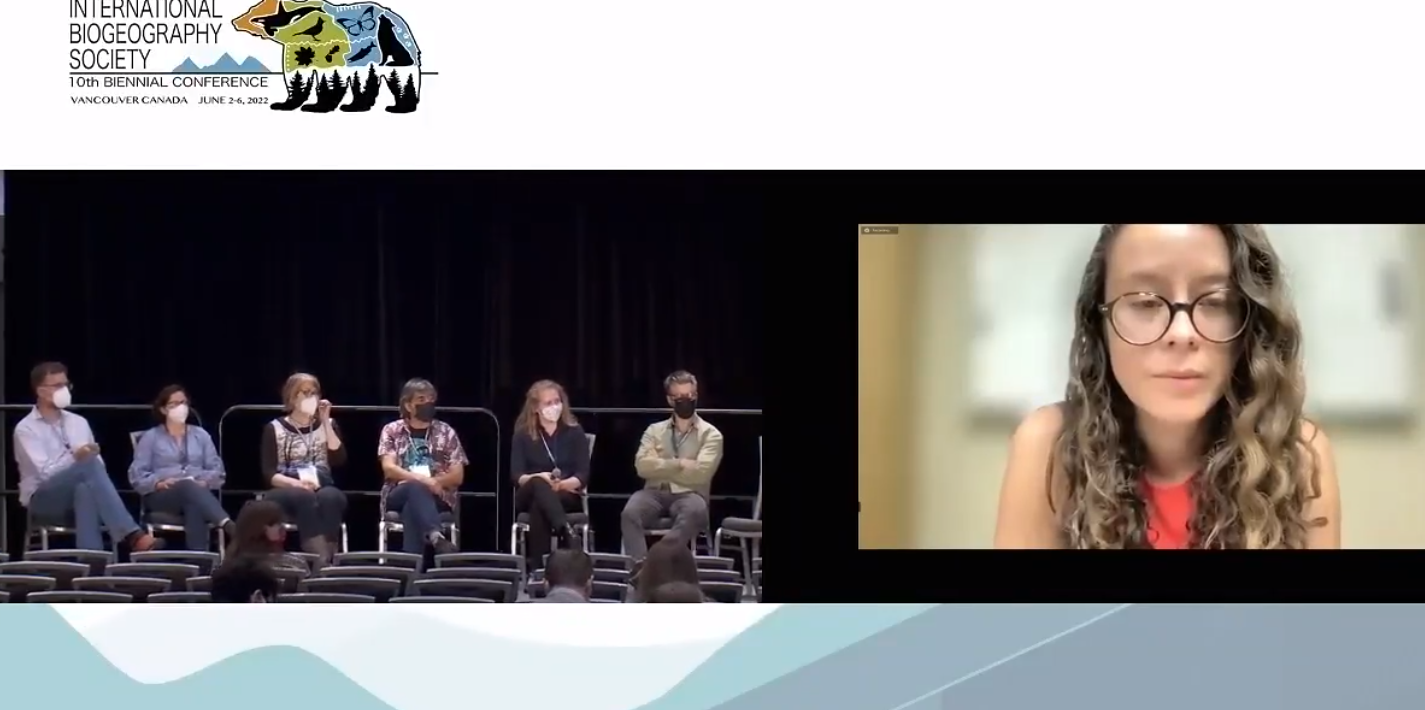 INTERNATIONAL
BIOGEOGRAPHY
SOCIETY
10th BIENNIAL CONFERENCE
VANCOUVER CANADA JUNE 2-6, 2022